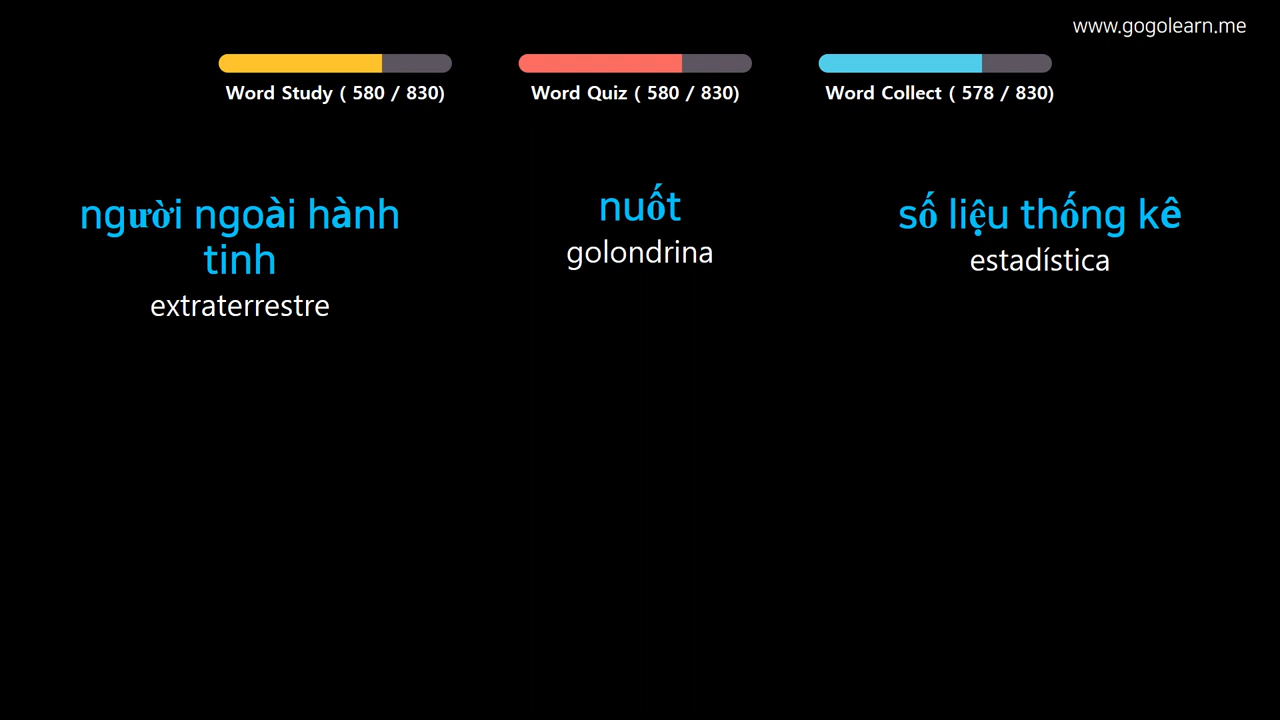 www.gogolearn.me
Word Study ( 580 / 830)
Word Quiz ( 580 / 830)
Word Collect ( 578 / 830)
người ngoài hành
tinh
extraterrestre
nuốt
golondrina
số liệu thống kê
estadística